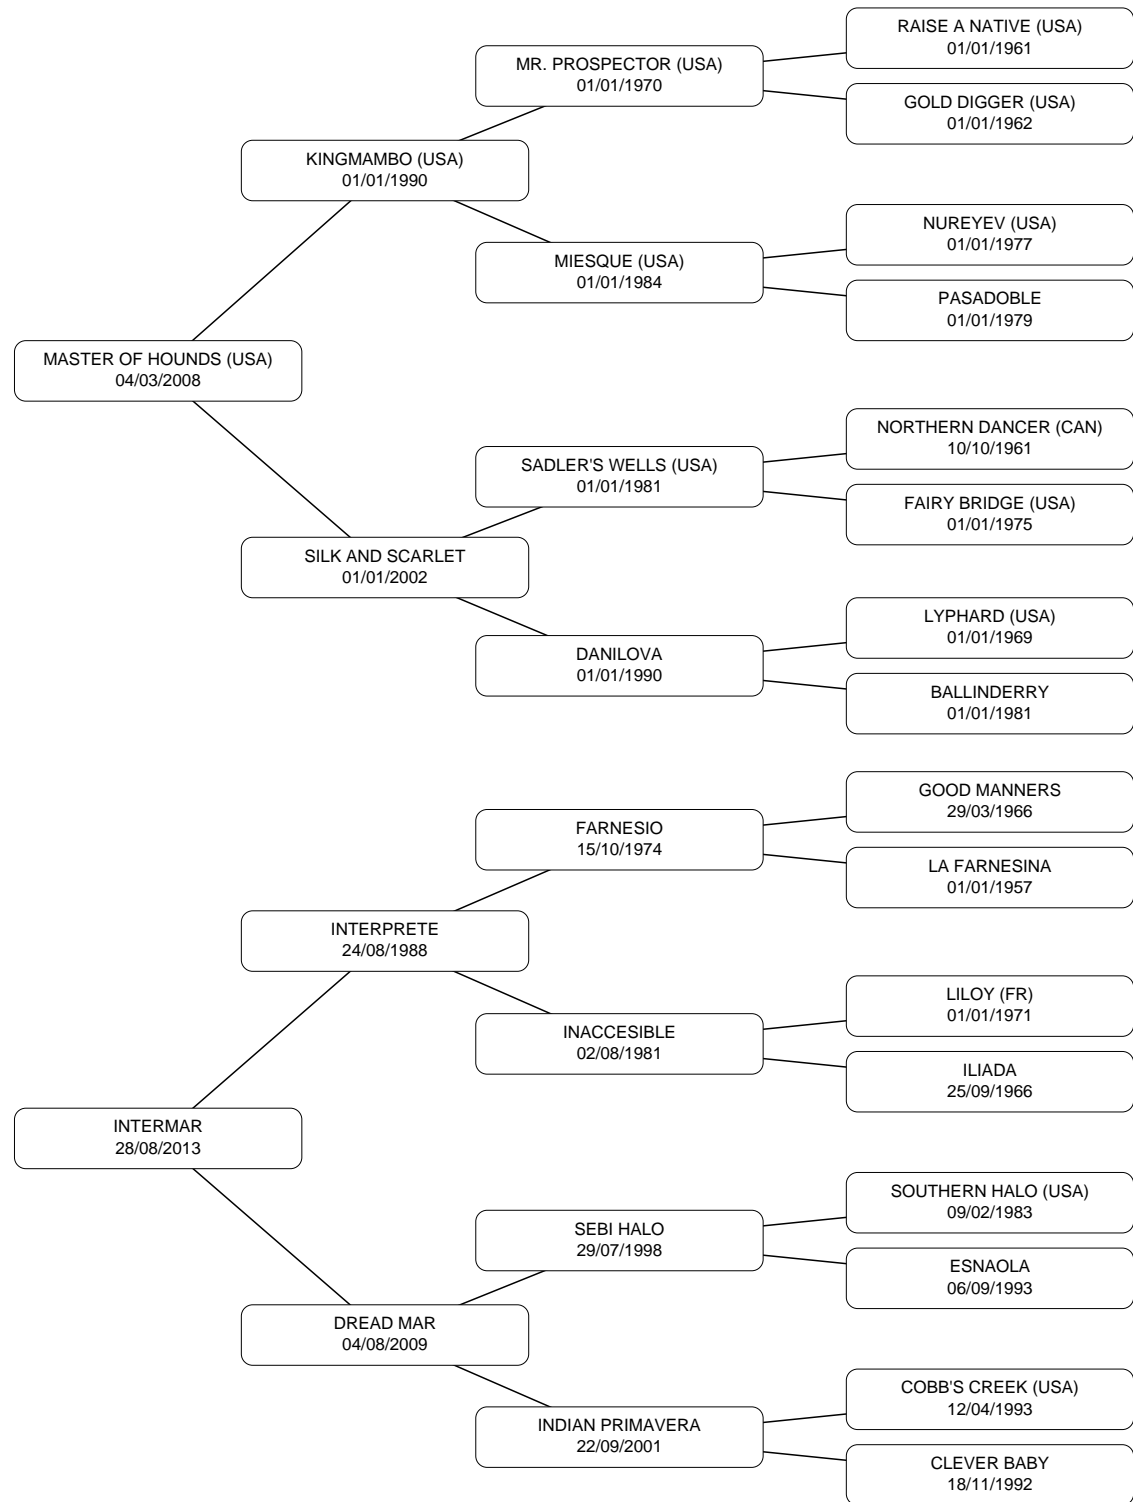 RAISE A NATIVE (USA)
01/01/1961
MR. PROSPECTOR (USA)
01/01/1970
GOLD DIGGER (USA)
01/01/1962
KINGMAMBO (USA)
01/01/1990
NUREYEV (USA)
01/01/1977
MIESQUE (USA)
01/01/1984
PASADOBLE
01/01/1979
MASTER OF HOUNDS (USA)
04/03/2008
NORTHERN DANCER (CAN)
10/10/1961
SADLER'S WELLS (USA)
01/01/1981
FAIRY BRIDGE (USA)
01/01/1975
SILK AND SCARLET
01/01/2002
LYPHARD (USA)
01/01/1969
DANILOVA
01/01/1990
BALLINDERRY
01/01/1981
GOOD MANNERS
29/03/1966
FARNESIO
15/10/1974
LA FARNESINA
01/01/1957
INTERPRETE
24/08/1988
LILOY (FR)
01/01/1971
INACCESIBLE
02/08/1981
ILIADA
25/09/1966
INTERMAR
28/08/2013
SOUTHERN HALO (USA)
09/02/1983
SEBI HALO
29/07/1998
ESNAOLA
06/09/1993
DREAD MAR
04/08/2009
COBB'S CREEK (USA)
12/04/1993
INDIAN PRIMAVERA
22/09/2001
CLEVER BABY
18/11/1992